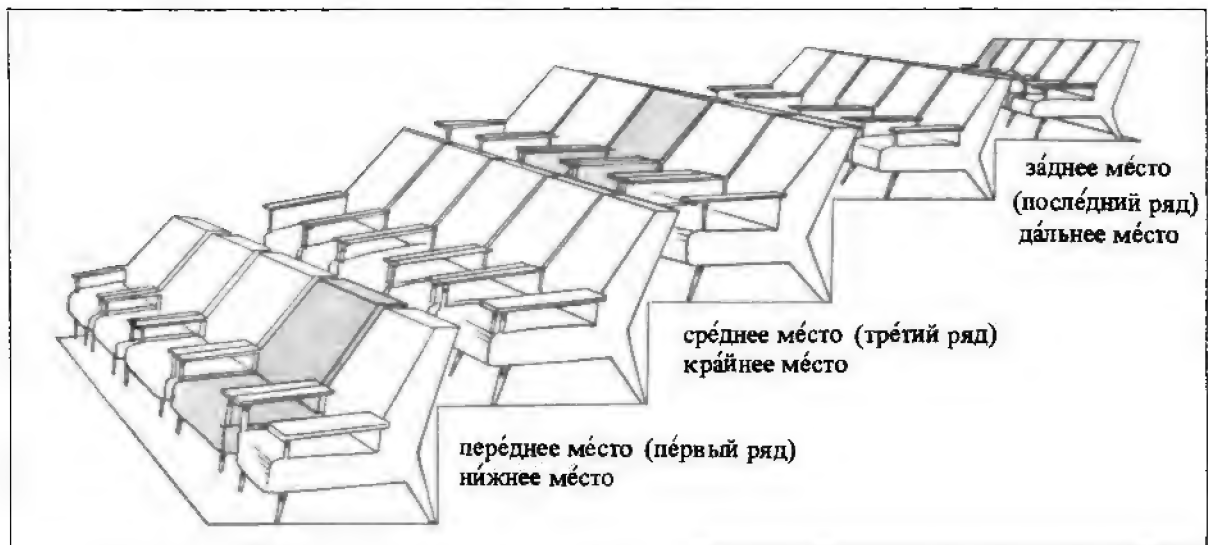 за́днее ме́сто
(после́дний ряд)
да́льнее ме́сто
сре́днее ме́сто (тре́тий ряд)
кра́йнее ме́сто
пере́днее ме́сто (пе́рвый ряд)
ни́жнее ме́сто